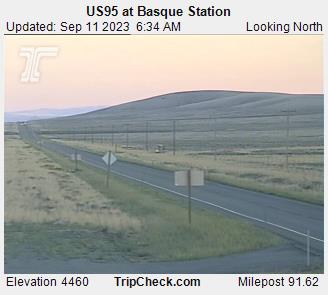 US95 at Basque Station
Updated: Sep 11 2023 6:34 AM Looking North
Elevation 4460 TripCheck.com Milepost 91.62